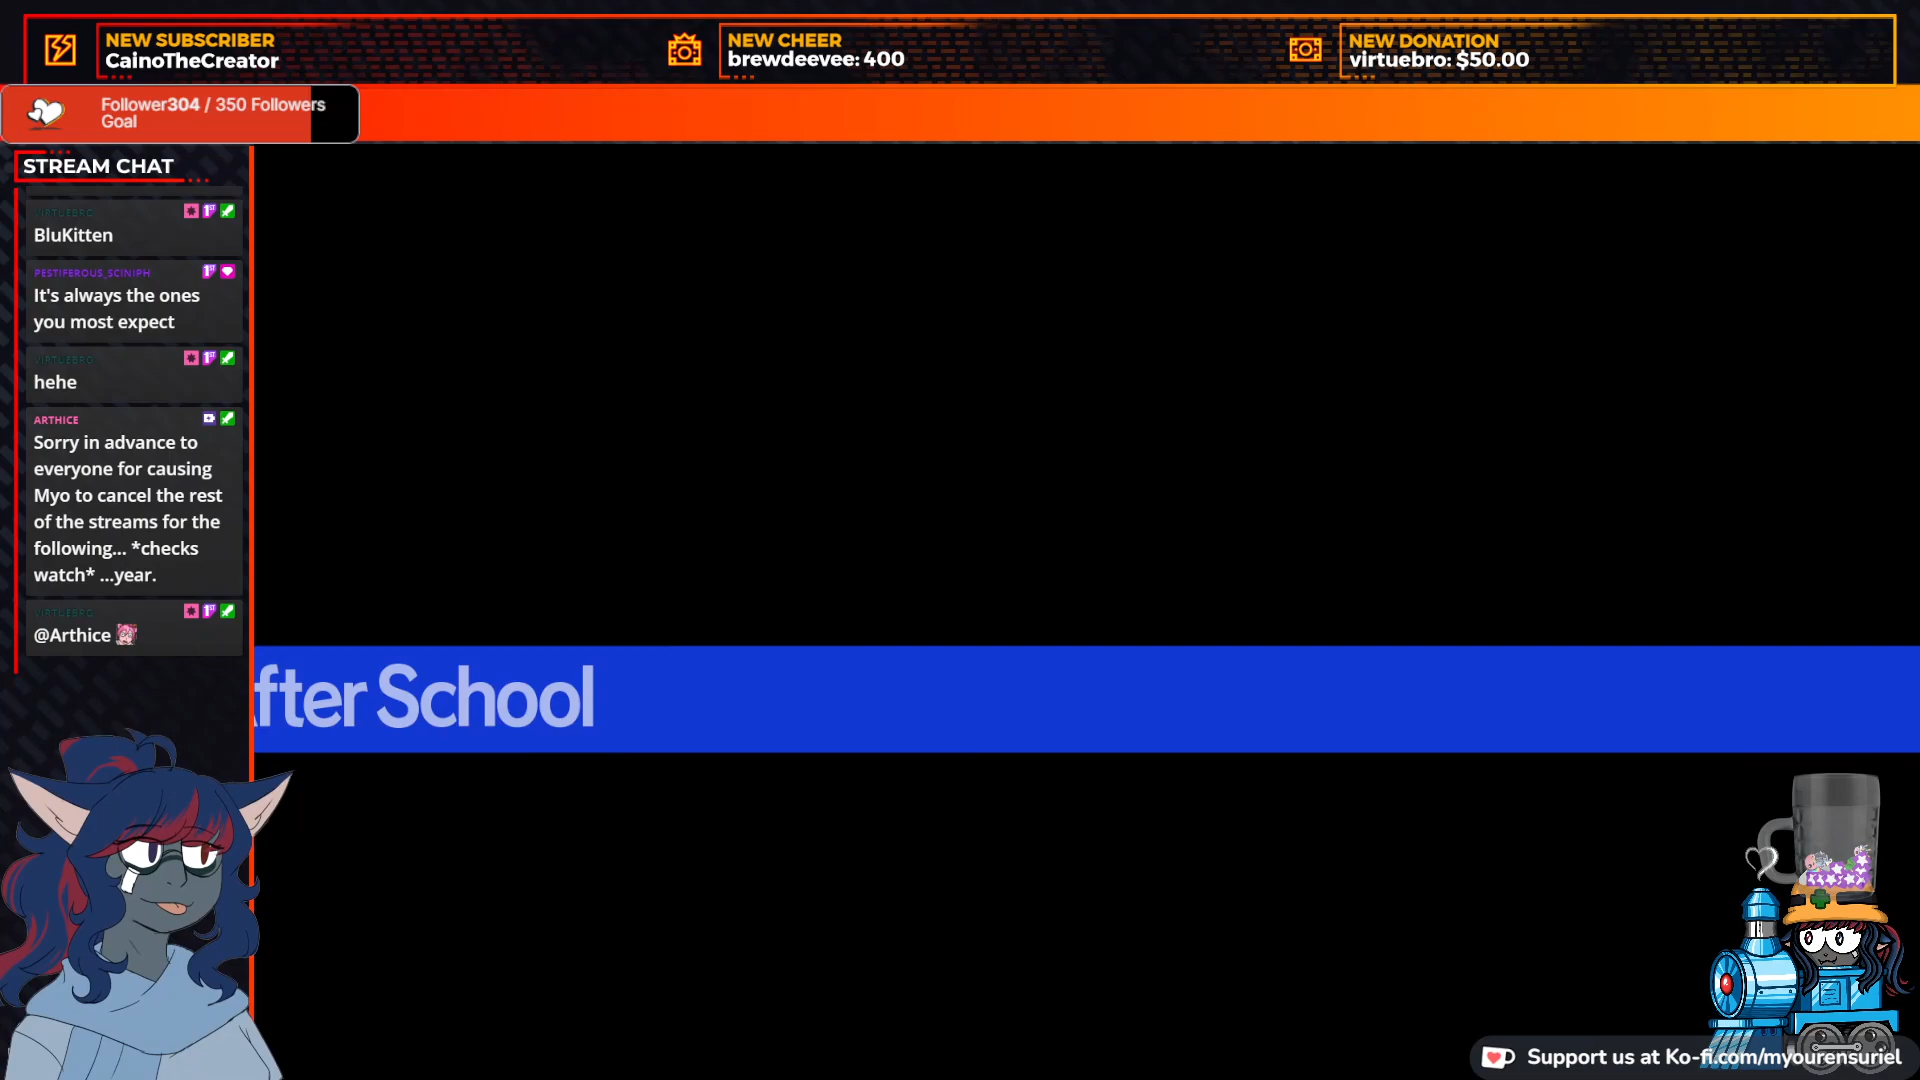 NEW SUBSCRIBER
CainoTheCreator
NEW CHEER
brewdeevee: 400
NEW DONATION
virtuebro: $50.00
Follower304 / 350 Followers
Goal
STREAM CHAT
VIRTUEBRO
BluKitten
PESTIFEROUS_SCINIPH
It's always the ones
you most expect
VIRTUEBRO
hehe
ARTHICE
Sorry in advance to
everyone for causing
Myo to cancel the rest
of the streams for the
following... *checks
watch* ...year.
VIRTUEBRO
@Arthice
fter School
Support us at Ko-fi.com/myourensuriel